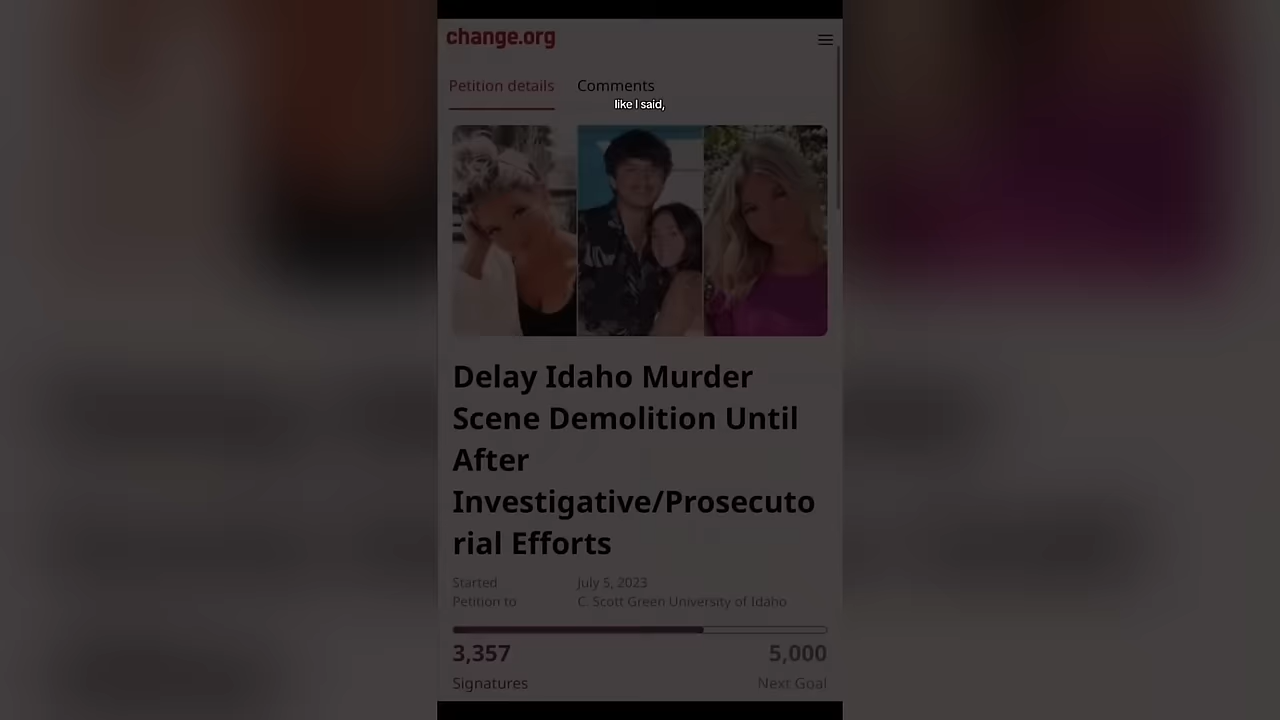 change.org
Petition details Comments
like I said,
Delay Idaho Murder
Scene Demolition Until
After
Investigative/Prosecuto
rial Efforts
Started July 5, 2023
Petition to C. Scott Green University of Idaho
3,357 5,000
Signatures Next Goal